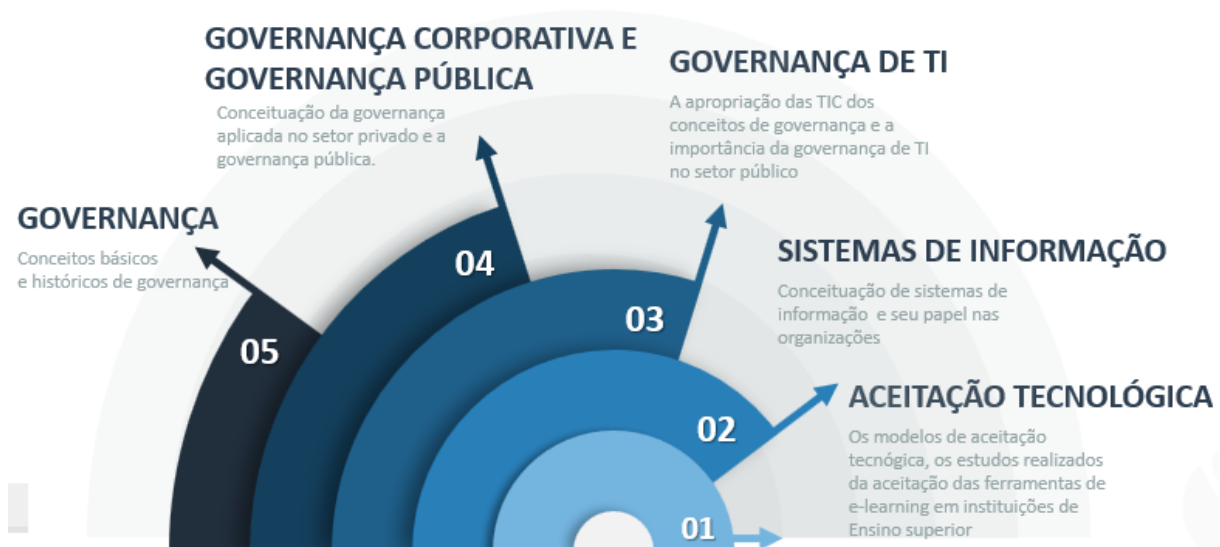 GOVERNANÇA CORPORATIVA E
GOVERNANÇA PÚBLICA
Conceituação da governança
aplicada no setor privado e a
governança pública.
GOVERNANÇA DE TI
A apropriação das TIC dos
conceitos de governança e a
importância da governança de TI
no setor público
GOVERNANÇA
Conceitos básicos
e históricos de governança
SISTEMAS DE INFORMAÇÃO
Conceituação de sistemas de
informação e seu papel nas
organizações
ACEITAÇÃO TECNOLÓGICA
Os modelos de aceitação
tecnógica, os estudos realizados
da aceitação das ferramentas de
e-learning em instituições de
Ensino superior
05
04
03
02
01